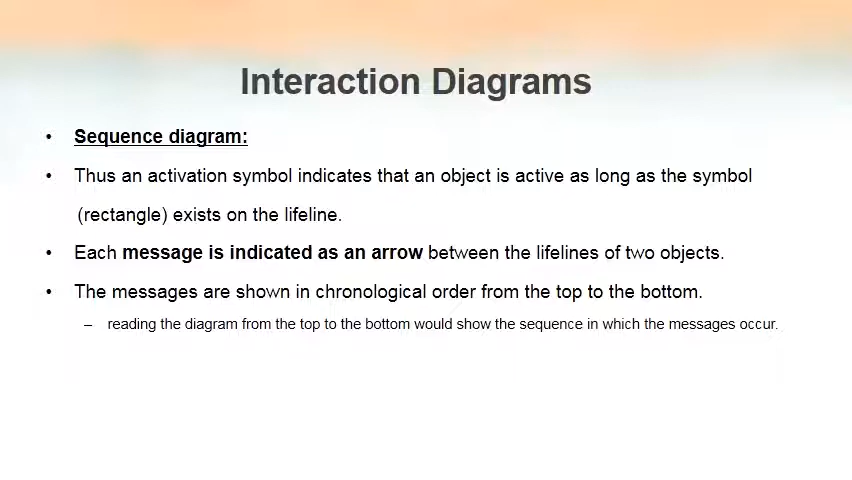 Interaction Diagrams
• Sequence diagram:
• Thus an activation symbol indicates that an object is active as long as the symbol
(rectangle) exists on the lifeline.
• Each message is indicated as an arrow between the lifelines of two objects.
• The messages are shown in chronological order from the top to the bottom.
– reading the diagram from the top to the bottom would show the sequence in which the messages occur.